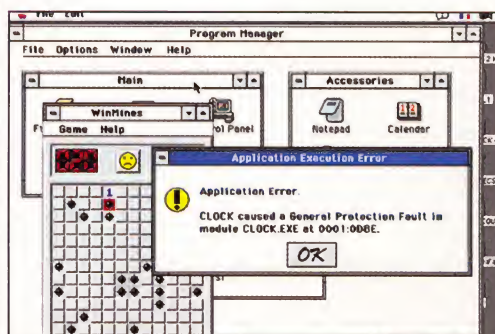 Program Manager
File Options Window Help
Main
Accessories
WinMines
Game Help
rol Panel
Notepad
Calendar
Application Execution Error
Application Error.
CLOCK caused a General Protection Fault in
module CLOCK.EXE at 0001:0D8E.
OK
1